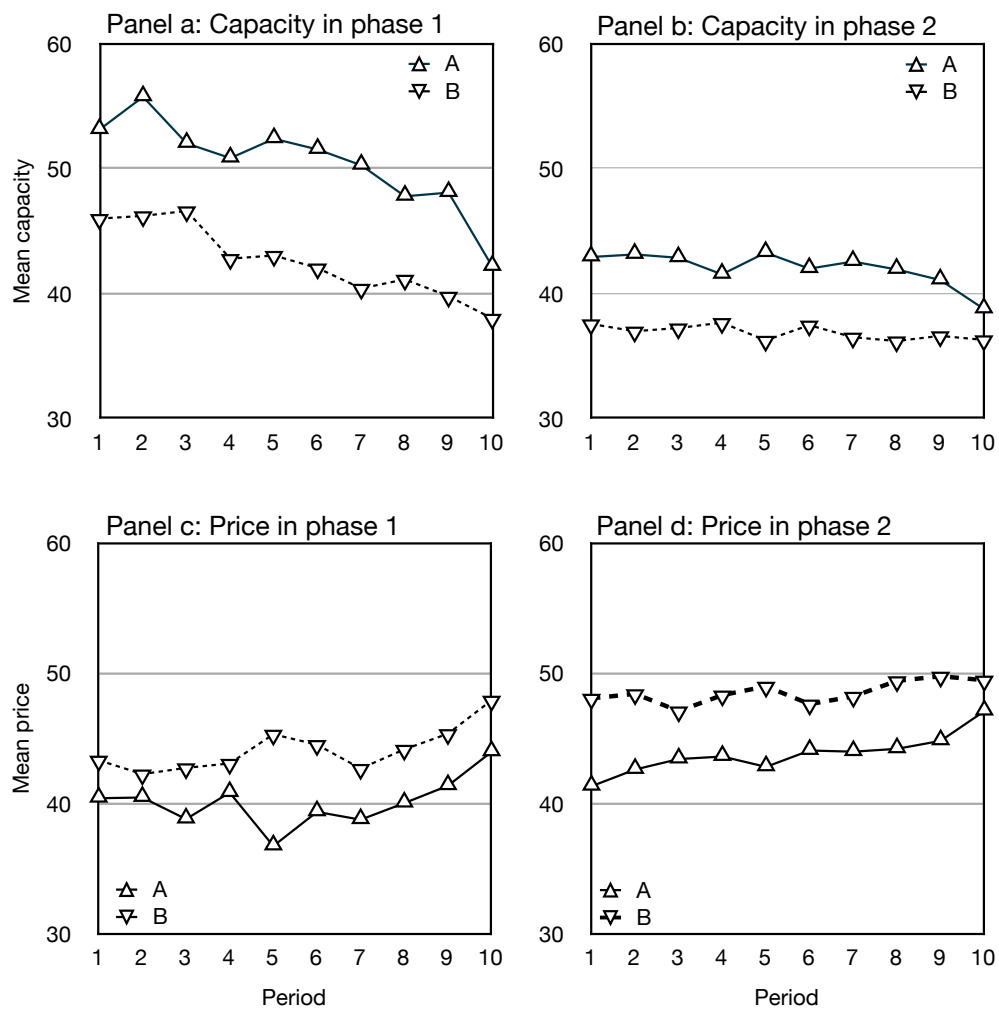 Panel a: Capacity in phase 1
60
A
B
50
Mean capacity
40
30
1 2 3 4 5 6 7 8 9 10
Panel b: Capacity in phase 2
60
A
B
50
40
30
1 2 3 4 5 6 7 8 9 10
Panel c: Price in phase 1
60
50
Mean price
40
A
B
30
1 2 3 4 5 6 7 8 9 10
Period
Panel d: Price in phase 2
60
50
40
A
B
30
1 2 3 4 5 6 7 8 9 10
Period